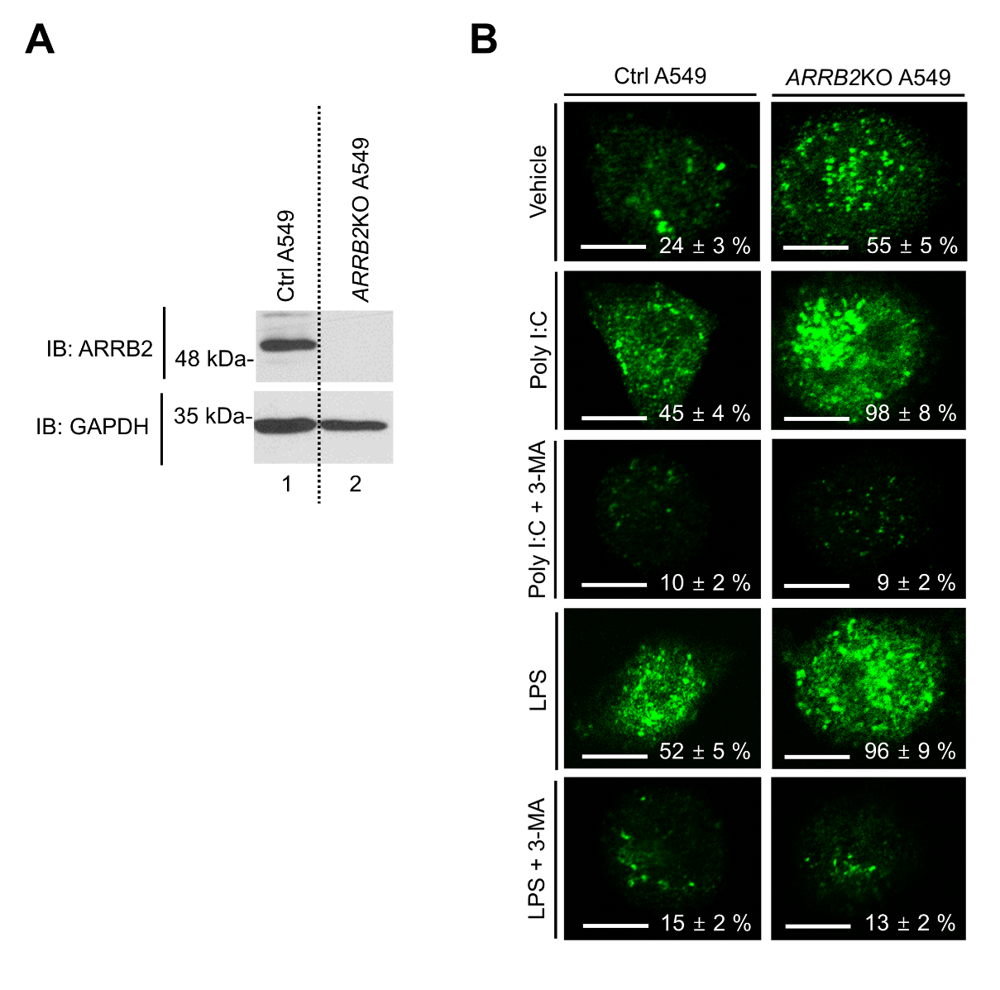 A
Ctrl A549
ARRB2KO A549
IB: ARRB2
48 kDa-
IB: GAPDH
35 kDa-
1
2
B
Ctrl A549
ARRB2KO A549
Vehicle
24 ± 3 %
55 ± 5 %
Poly I:C
45 ± 4 %
98 ± 8 %
Poly I:C + 3-MA
10 ± 2 %
9 ± 2 %
LPS
52 ± 5 %
96 ± 9 %
LPS + 3-MA
15 ± 2 %
13 ± 2 %